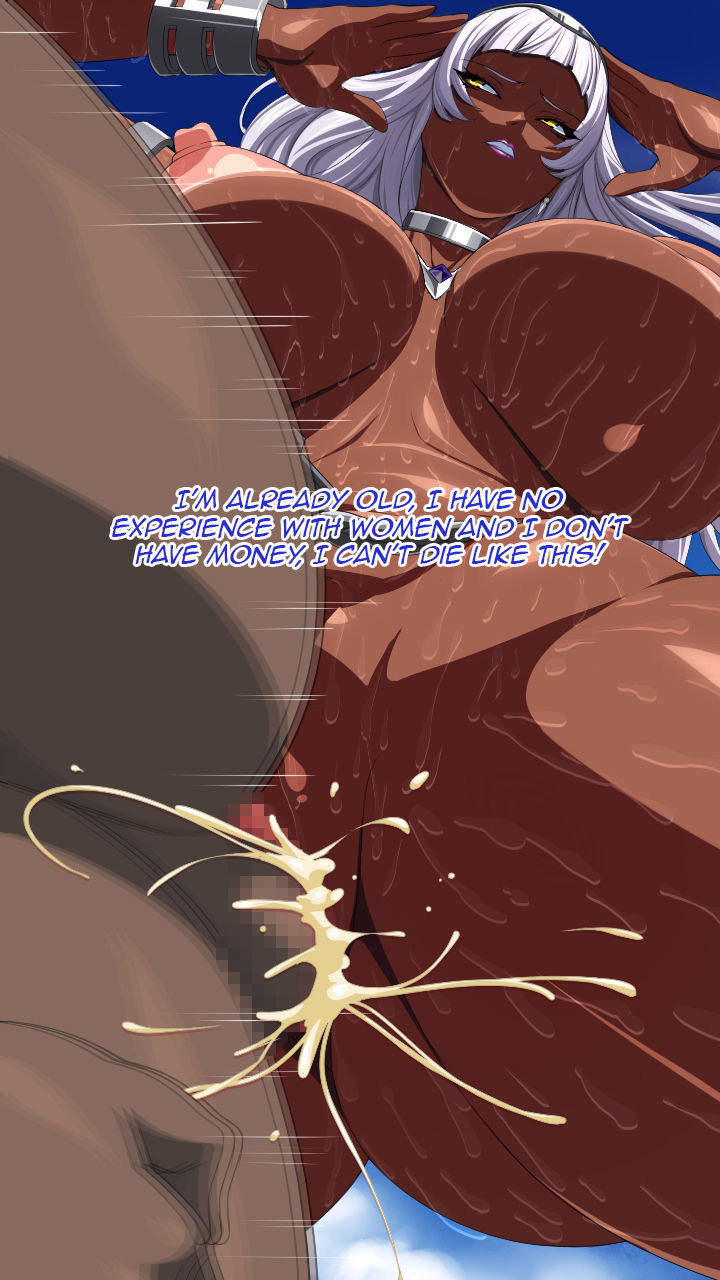 I'M ALREADY OLD, I HAVE NO
EXPERIENCE WITH WOMEN AND I DON'T
HAVE MONEY, I CAN'T DIE LIKE THIS!